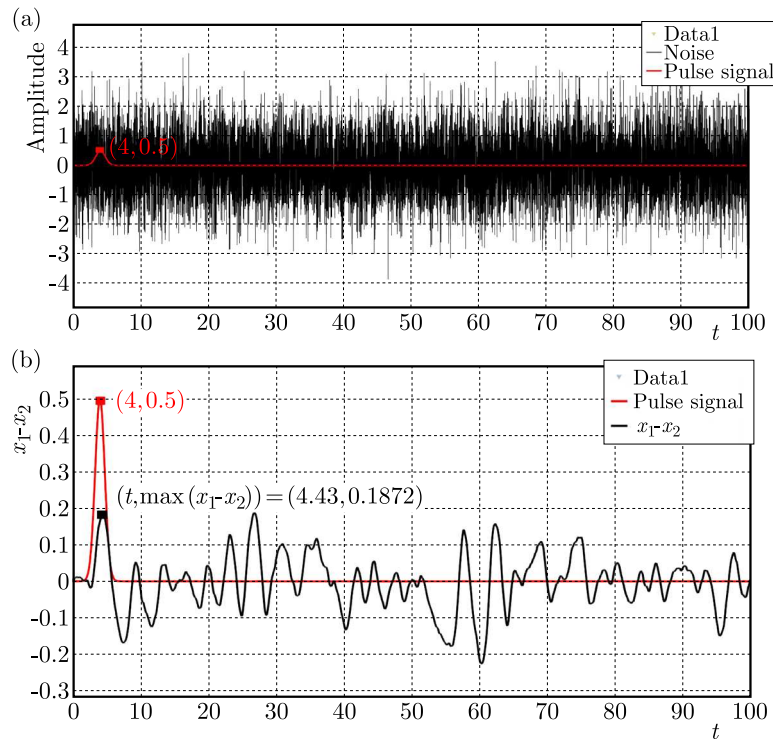 (a)
Amplitude
4
3
2
1
0
-1
-2
-3
-4
Data1
Noise
Pulse signal
(4,0.5)
0 10 20 30 40 50 60 70 80 90 100
t
(b)
x₁-x₂
0.5
0.4
0.3
0.2
0.1
0
-0.1
-0.2
-0.3
Data1
Pulse signal
x₁-x₂
(4,0.5)
(t,max(x₁-x₂))=(4.43,0.1872)
0 10 20 30 40 50 60 70 80 90 100
t